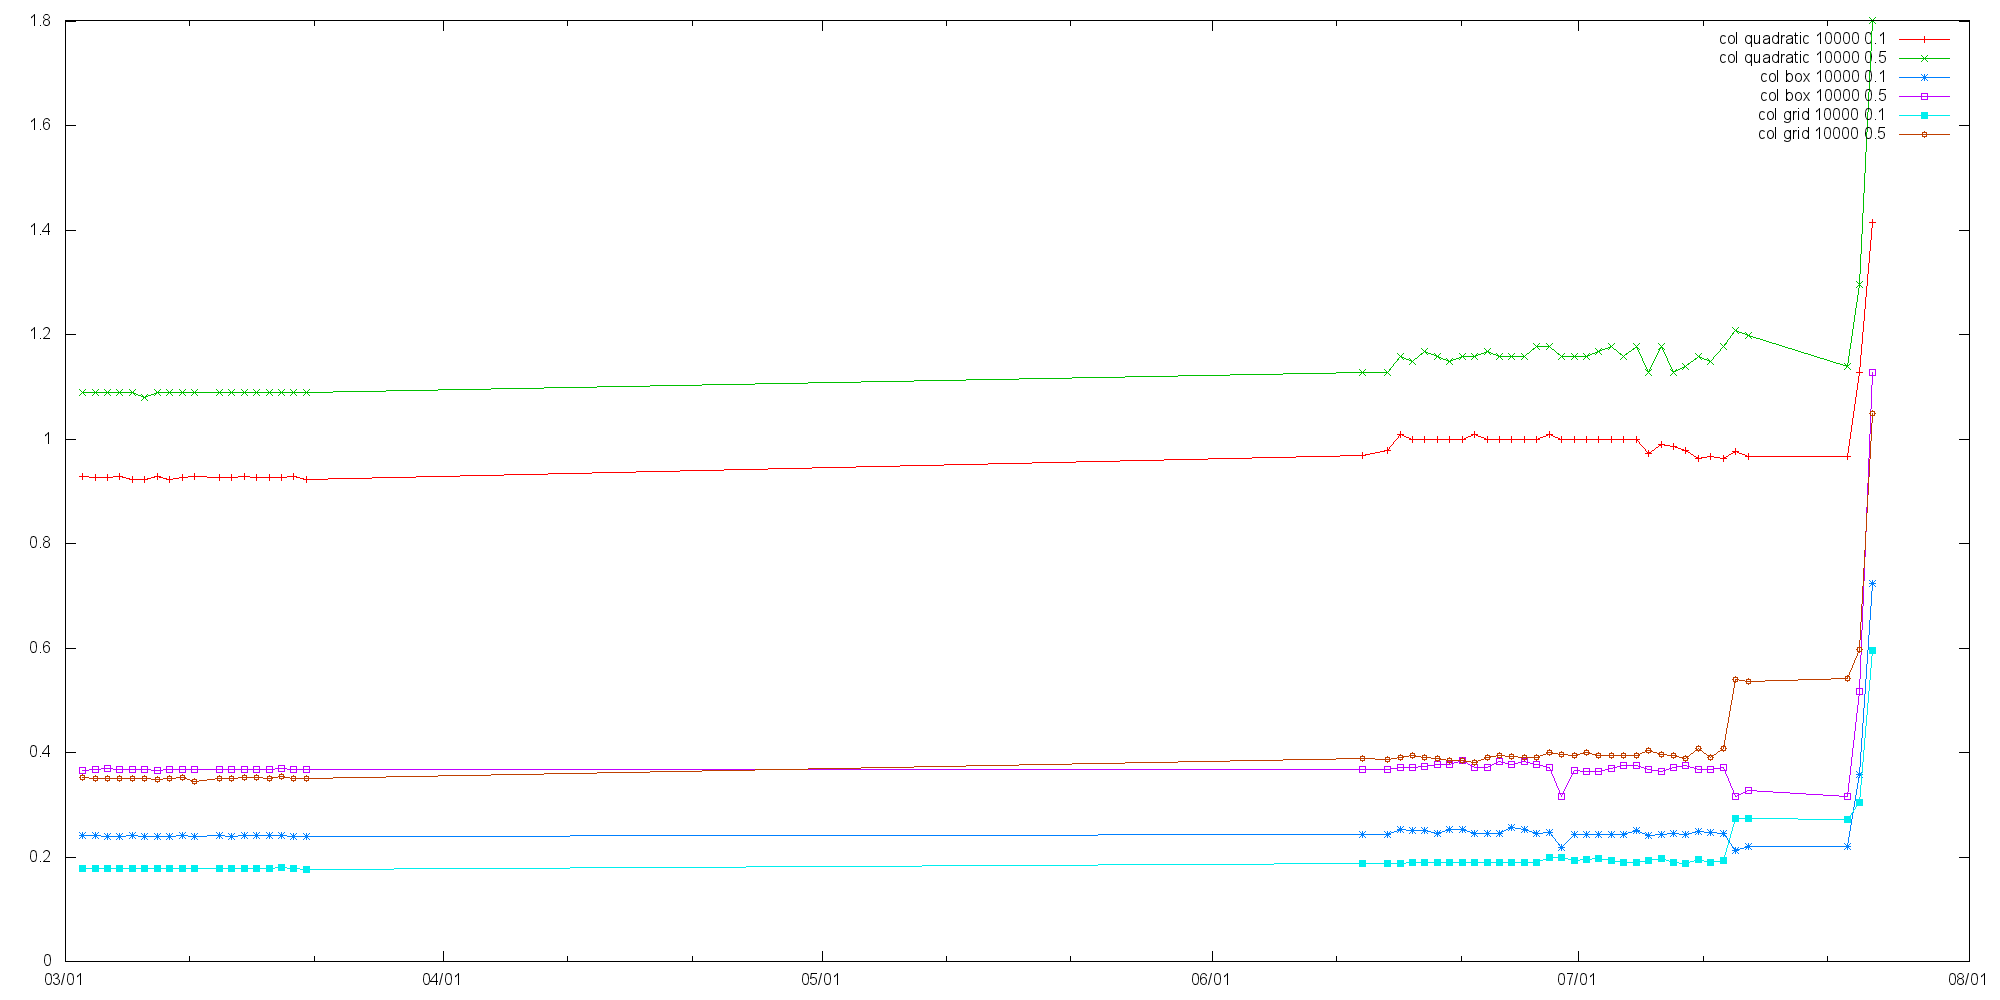 1.8
col quadratic 10000 0.1
col quadratic 10000 0.5
col box 10000 0.1
col box 10000 0.5
col grid 10000 0.1
col grid 10000 0.5
1.6
1.4
1.2
1
0.8
0.6
0.4
0.2
0
03/01 04/01 05/01 06/01 07/01 08/01